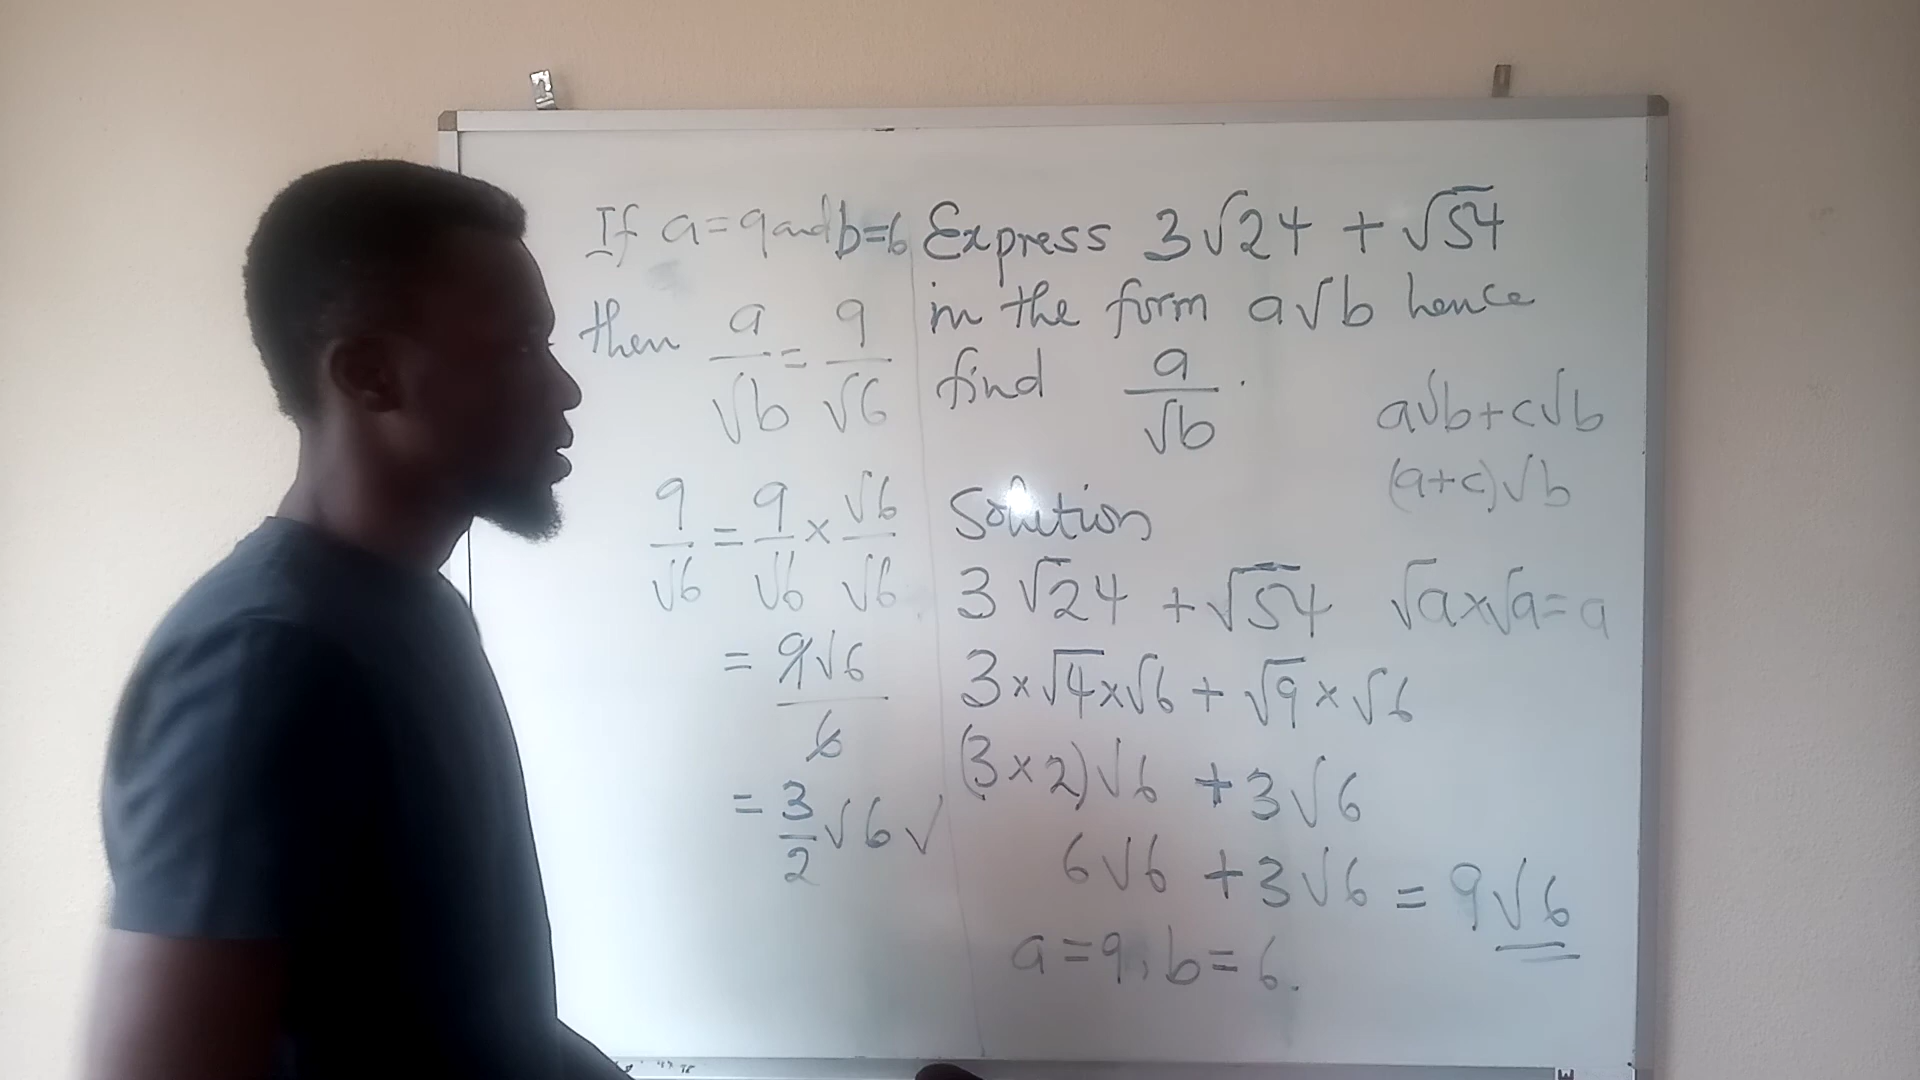 Express 3√24 + √54
in the form a√b hence
find a/√b.
a√b + c√b
(a+c)√b
Solution
3√24 + √54
√a × √a = a
3 × √4 × √6 + √9 × √6
(3 × 2)√6 + 3√6
6√6 + 3√6 = 9√6
a = 9, b = 6.
If a = 9 and b = 6
then a/√b = 9/√6
9/√6 = 9/√6 × √6/√6
= 9√6/6
= 3/2 √6 √